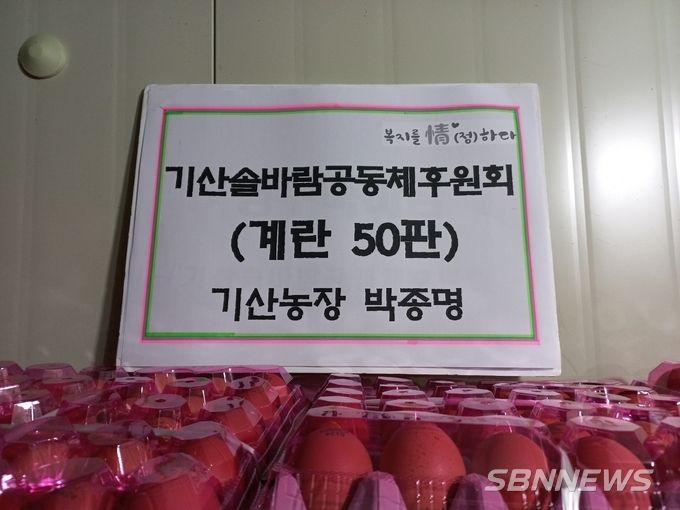 복지를 情(정)하다
기산솔바람공동체후원회
(계란 50판)
기산농장 박종명
SBNNEWS